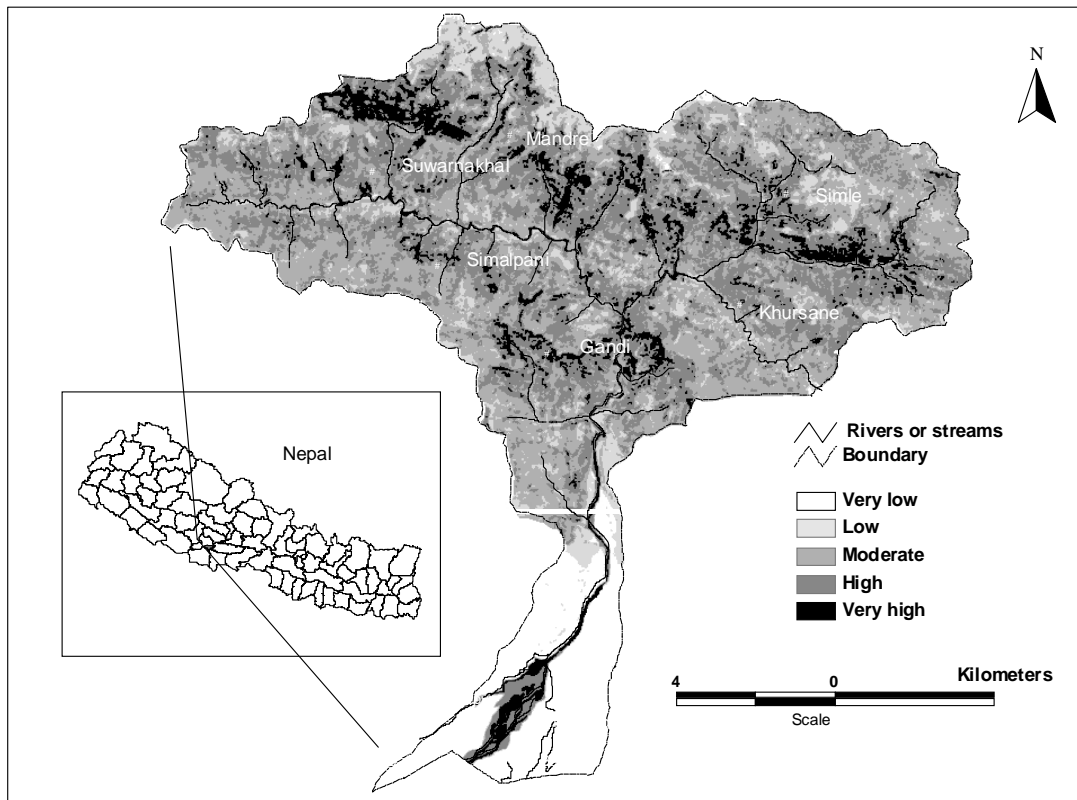 N
Mandre
Suwarnakhal
Simle
Simalpani
Khursane
Gandi
Nepal
Rivers or streams
Boundary
Very low
Low
Moderate
High
Very high
4 0 Kilometers
Scale